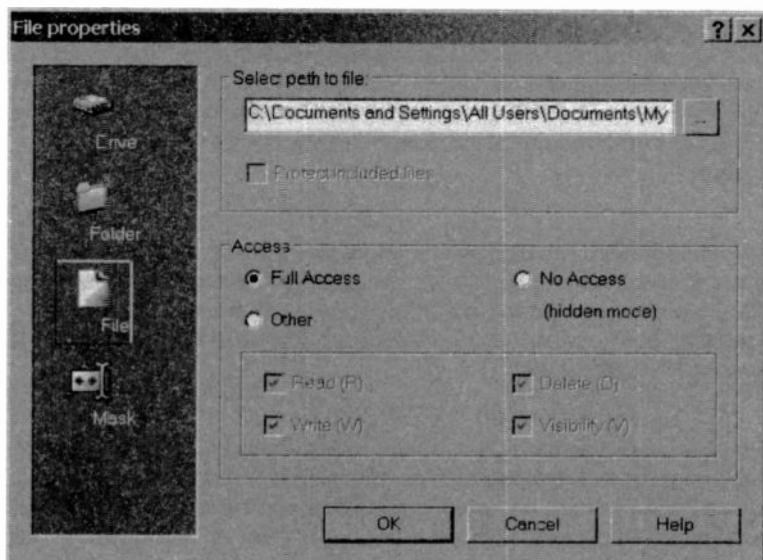 File properties
Drive
Folder
File
Mask
Select path to file:
C:\Documents and Settings\All Users\Documents\My
...
Protect included files
Access
Full Access
No Access
(hidden mode)
Other
Read (R)
Delete (D)
Write (W)
Visibility (V)
OK
Cancel
Help